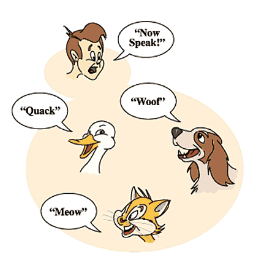 “Now
Speak!”
“Quack”
“Woof”
“Meow”